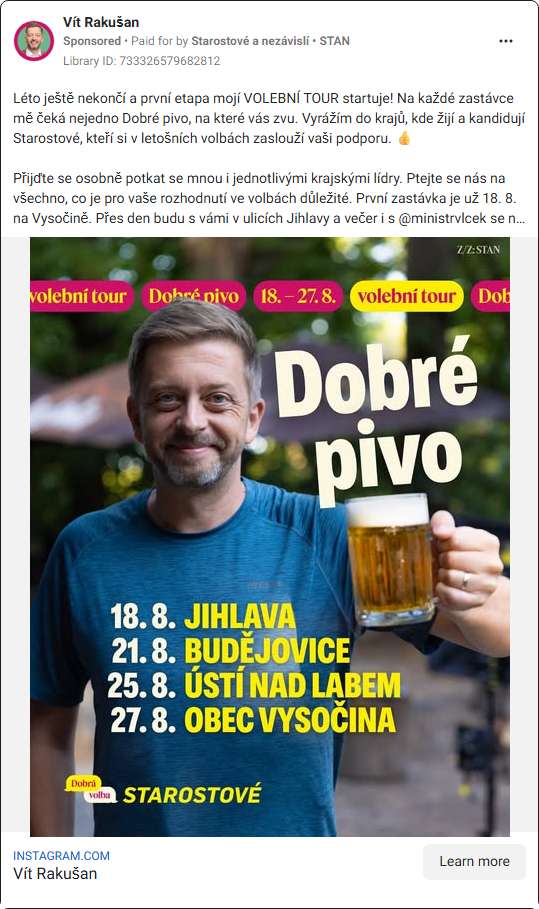 Vít Rakušan
Sponsored • Paid for by Starostové a nezávislí • STAN
Library ID: 733326579682812
Léto ještě nekončí a první etapa mojí VOLEBNÍ TOUR startuje! Na každé zastávce
mě čeká nejedno Dobré pivo, na které vás zvu. Vyrážím do krajů, kde žijí a kandidují
Starostové, kteří si v letošních volbách zaslouží vaši podporu. 👍
Přijďte se osobně potkat se mnou i jednotlivými krajskými lídry. Ptejte se nás na
všechno, co je pro vaše rozhodnutí ve volbách důležité. První zastávka je už 18. 8.
na Vysočině. Přes den budu s vámi v ulicích Jihlavy a večer i s @ministrvlcek se n...
Z/Z: STAN
volební tour Dobré pivo 18. – 27. 8. volební tour Dob
Dobré
pivo
18. 8. JIHLAVA
21. 8. BUDĚJOVICE
25. 8. ÚSTÍ NAD LABEM
27. 8. OBEC VYSOČINA
Dobrá
volba
STAROSTOVÉ
INSTAGRAM.COM
Vít Rakušan
Learn more